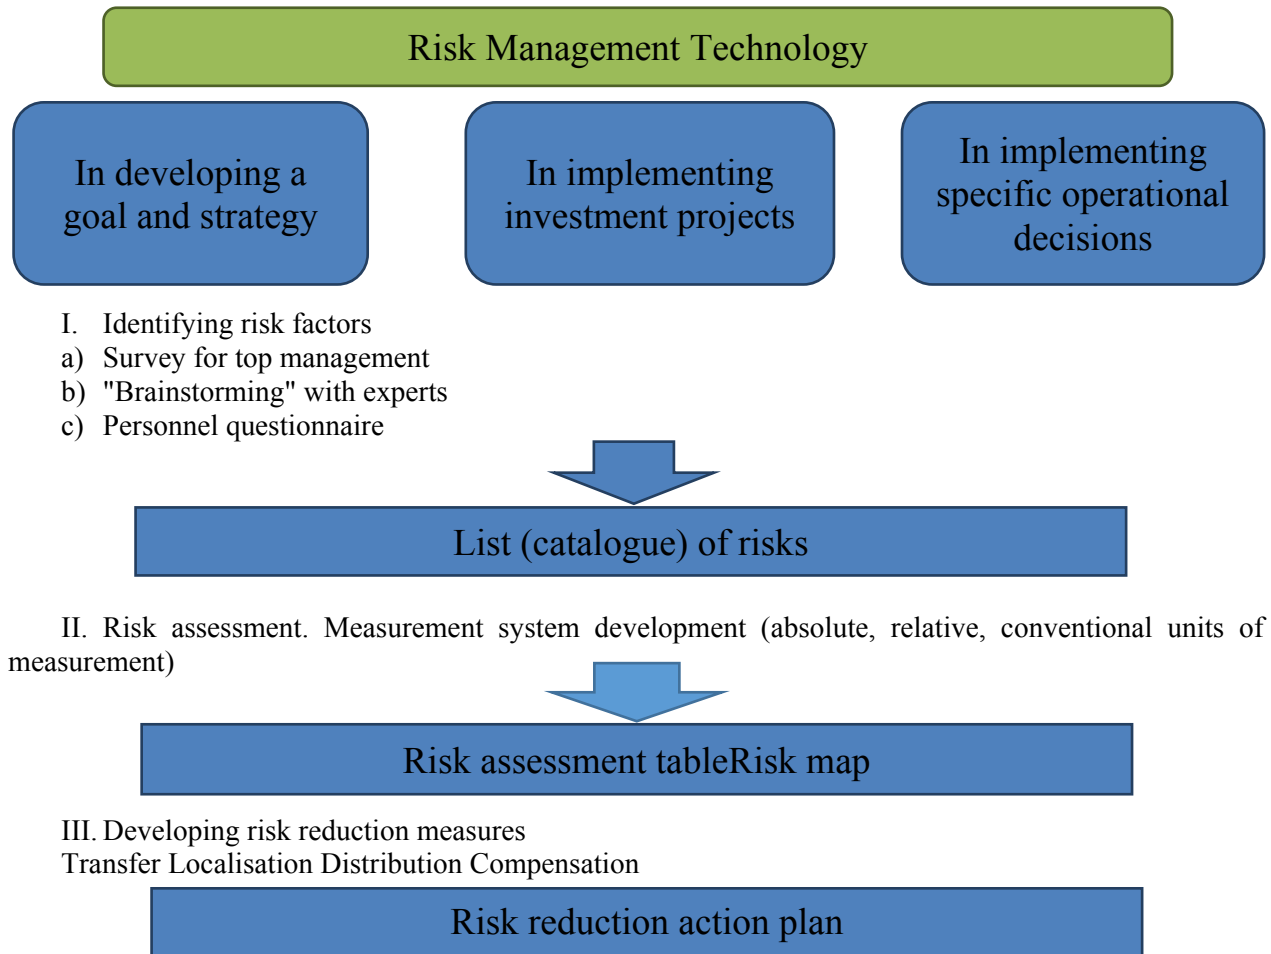 Risk Management Technology
In developing a
goal and strategy
In implementing
investment projects
In implementing
specific operational
decisions
I. Identifying risk factors
a) Survey for top management
b) "Brainstorming" with experts
c) Personnel questionnaire
List (catalogue) of risks
II. Risk assessment. Measurement system development (absolute, relative, conventional units of
measurement)
Risk assessment tableRisk map
III. Developing risk reduction measures
Transfer Localisation Distribution Compensation
Risk reduction action plan